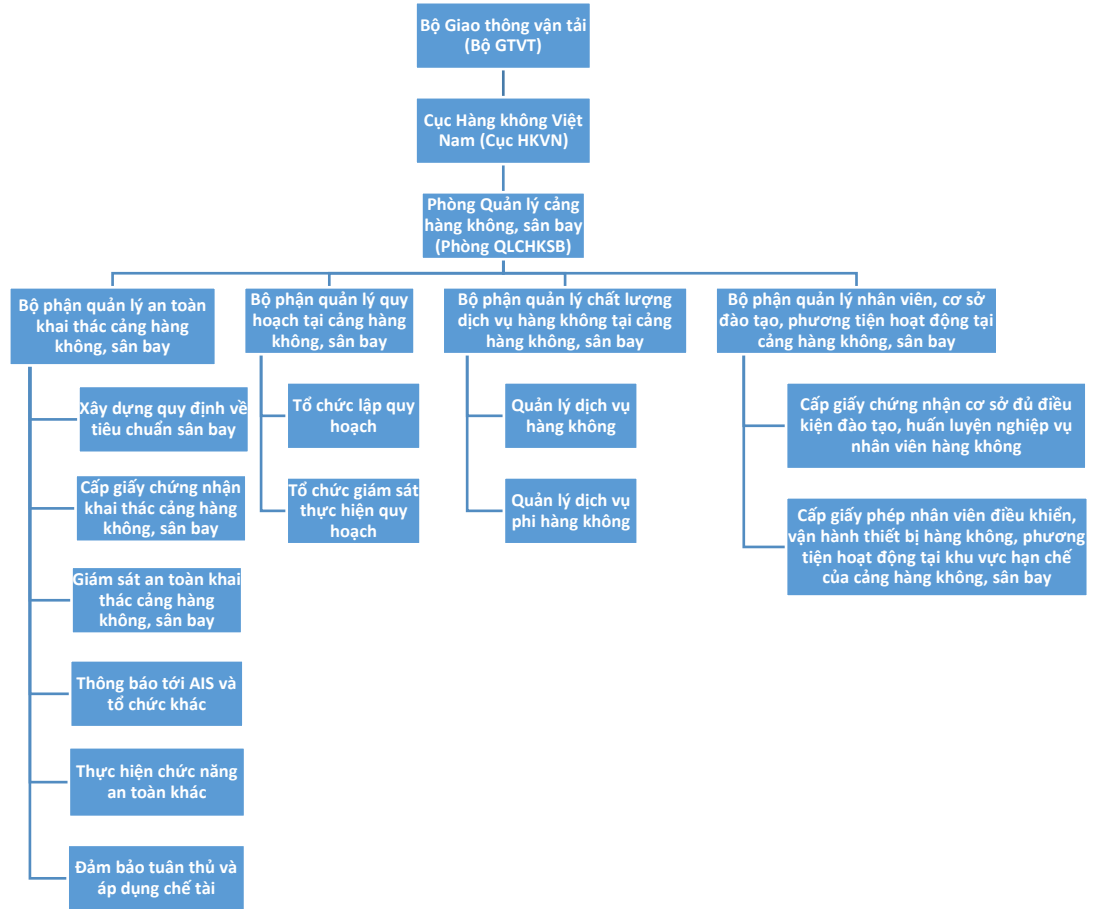 Bộ Giao thông vận tải
(Bộ GTVT)
Cục Hàng không Việt
Nam (Cục HKVN)
Phòng Quản lý cảng
hàng không, sân bay
(Phòng QLCHKSB)
Bộ phận quản lý an toàn
khai thác cảng hàng
không, sân bay
Xây dựng quy định về
tiêu chuẩn sân bay
Cấp giấy chứng nhận
khai thác cảng hàng
không, sân bay
Giám sát an toàn khai
thác cảng hàng
không, sân bay
Thông báo tới AIS và
tổ chức khác
Thực hiện chức năng
an toàn khác
Đảm bảo tuân thủ và
áp dụng chế tài
Bộ phận quản lý quy
hoạch tại cảng hàng
không, sân bay
Tổ chức lập quy
hoạch
Tổ chức giám sát
thực hiện quy
hoạch
Bộ phận quản lý chất lượng
dịch vụ hàng không tại cảng
hàng không, sân bay
Quản lý dịch vụ
hàng không
Quản lý dịch vụ
phi hàng không
Bộ phận quản lý nhân viên, cơ sở
đào tạo, phương tiện hoạt động tại
cảng hàng không, sân bay
Cấp giấy chứng nhận cơ sở đủ điều
kiện đào tạo, huấn luyện nghiệp vụ
nhân viên hàng không
Cấp giấy phép nhân viên điều khiển,
vận hành thiết bị hàng không, phương
tiện hoạt động tại khu vực hạn chế
của cảng hàng không, sân bay